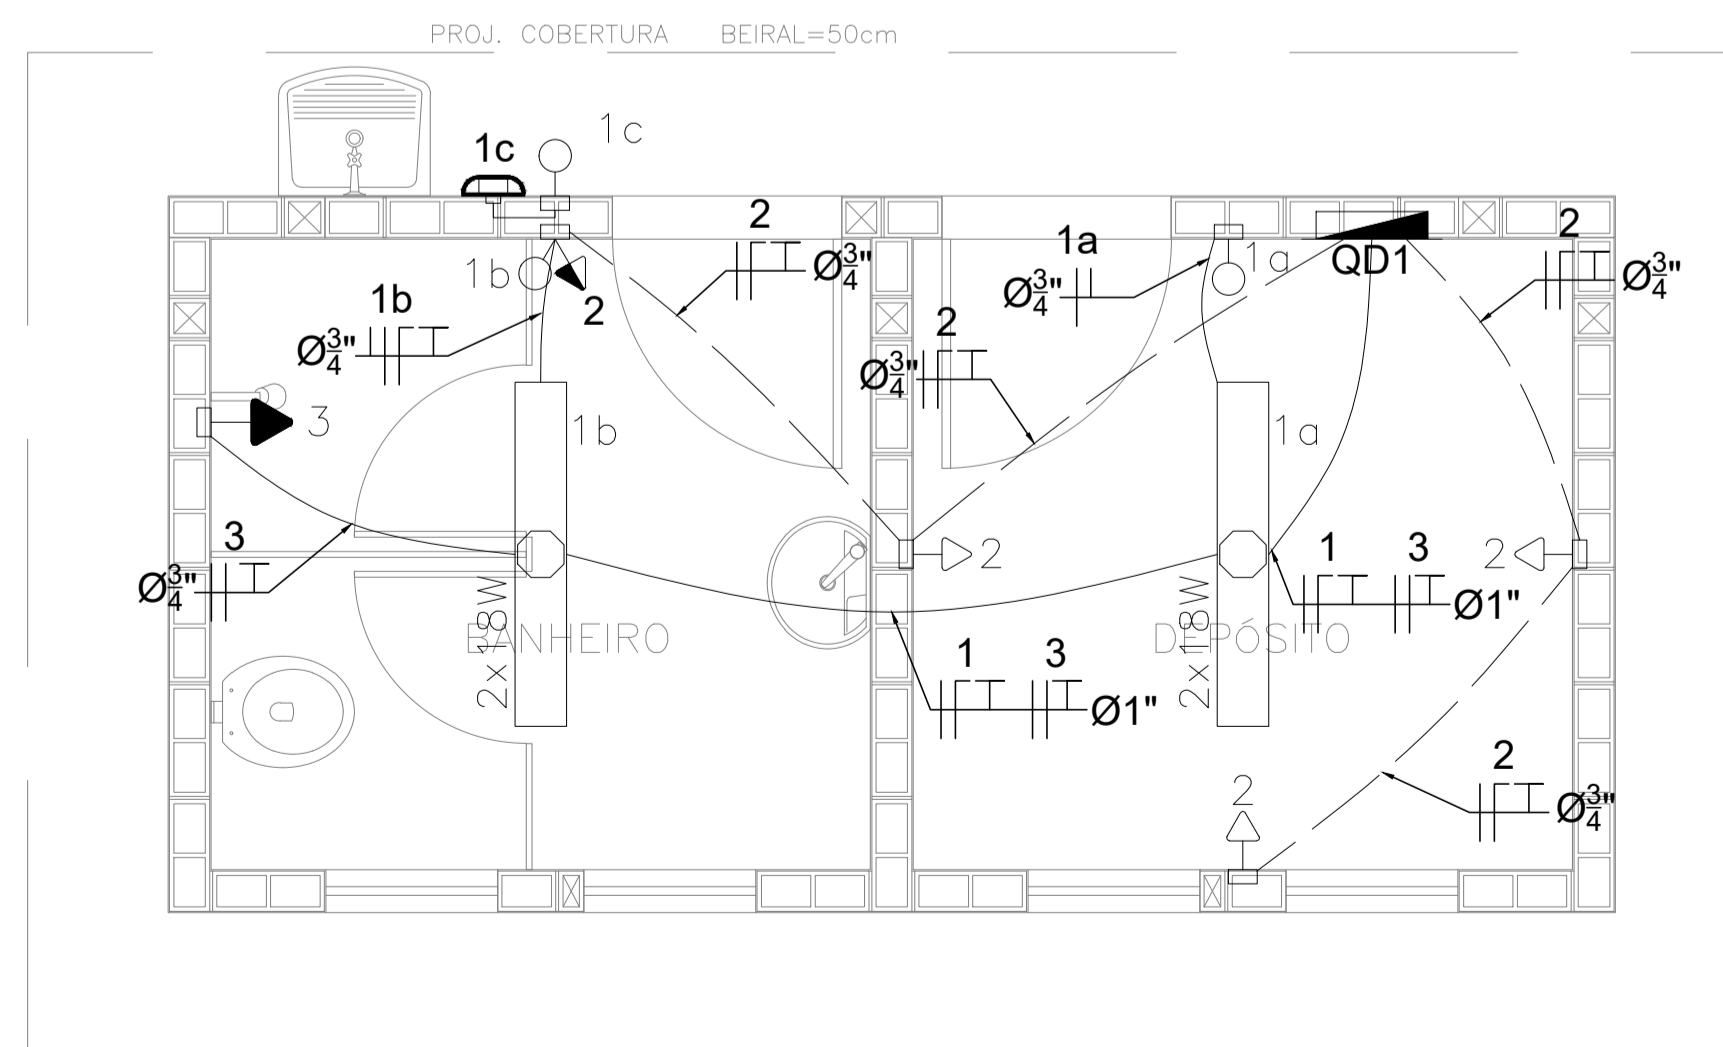 PROJ. COBERTURA BEIRAL=50cm
1c
1c
2
Ø3/4"
1b
2
1b
Ø3/4"
1a
Ø3/4"
1a
QD1
2
Ø3/4"
2
Ø3/4"
3
1b
1a
3
Ø3/4"
2
2
1 3
Ø1"
BANHEIRO
DEPÓSITO
2x18W
2x18W
1 3
Ø1"
2
2
Ø3/4"